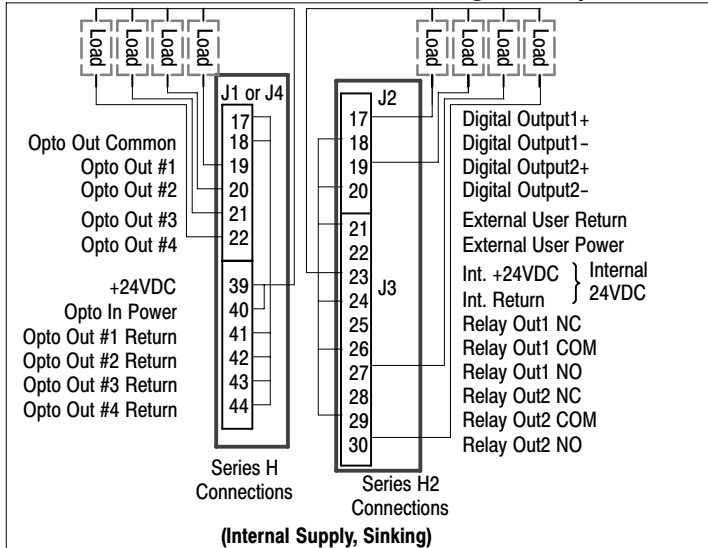 Load Load Load Load
Load Load Load Load
J1 or J4
17
18 Opto Out Common
19 Opto Out #1
20 Opto Out #2
21 Opto Out #3
22 Opto Out #4
39 +24VDC
40 Opto In Power
41 Opto Out #1 Return
42 Opto Out #2 Return
43 Opto Out #3 Return
44 Opto Out #4 Return
Series H
Connections
J2
17 Digital Output1+
18 Digital Output1-
19 Digital Output2+
20 Digital Output2-
J3
21 External User Return
22 External User Power
23 Int. +24VDC
24 Int. Return
Internal
24VDC
25 Relay Out1 NC
26 Relay Out1 COM
27 Relay Out1 NO
28 Relay Out2 NC
29 Relay Out2 COM
30 Relay Out2 NO
Series H2
Connections
(Internal Supply, Sinking)